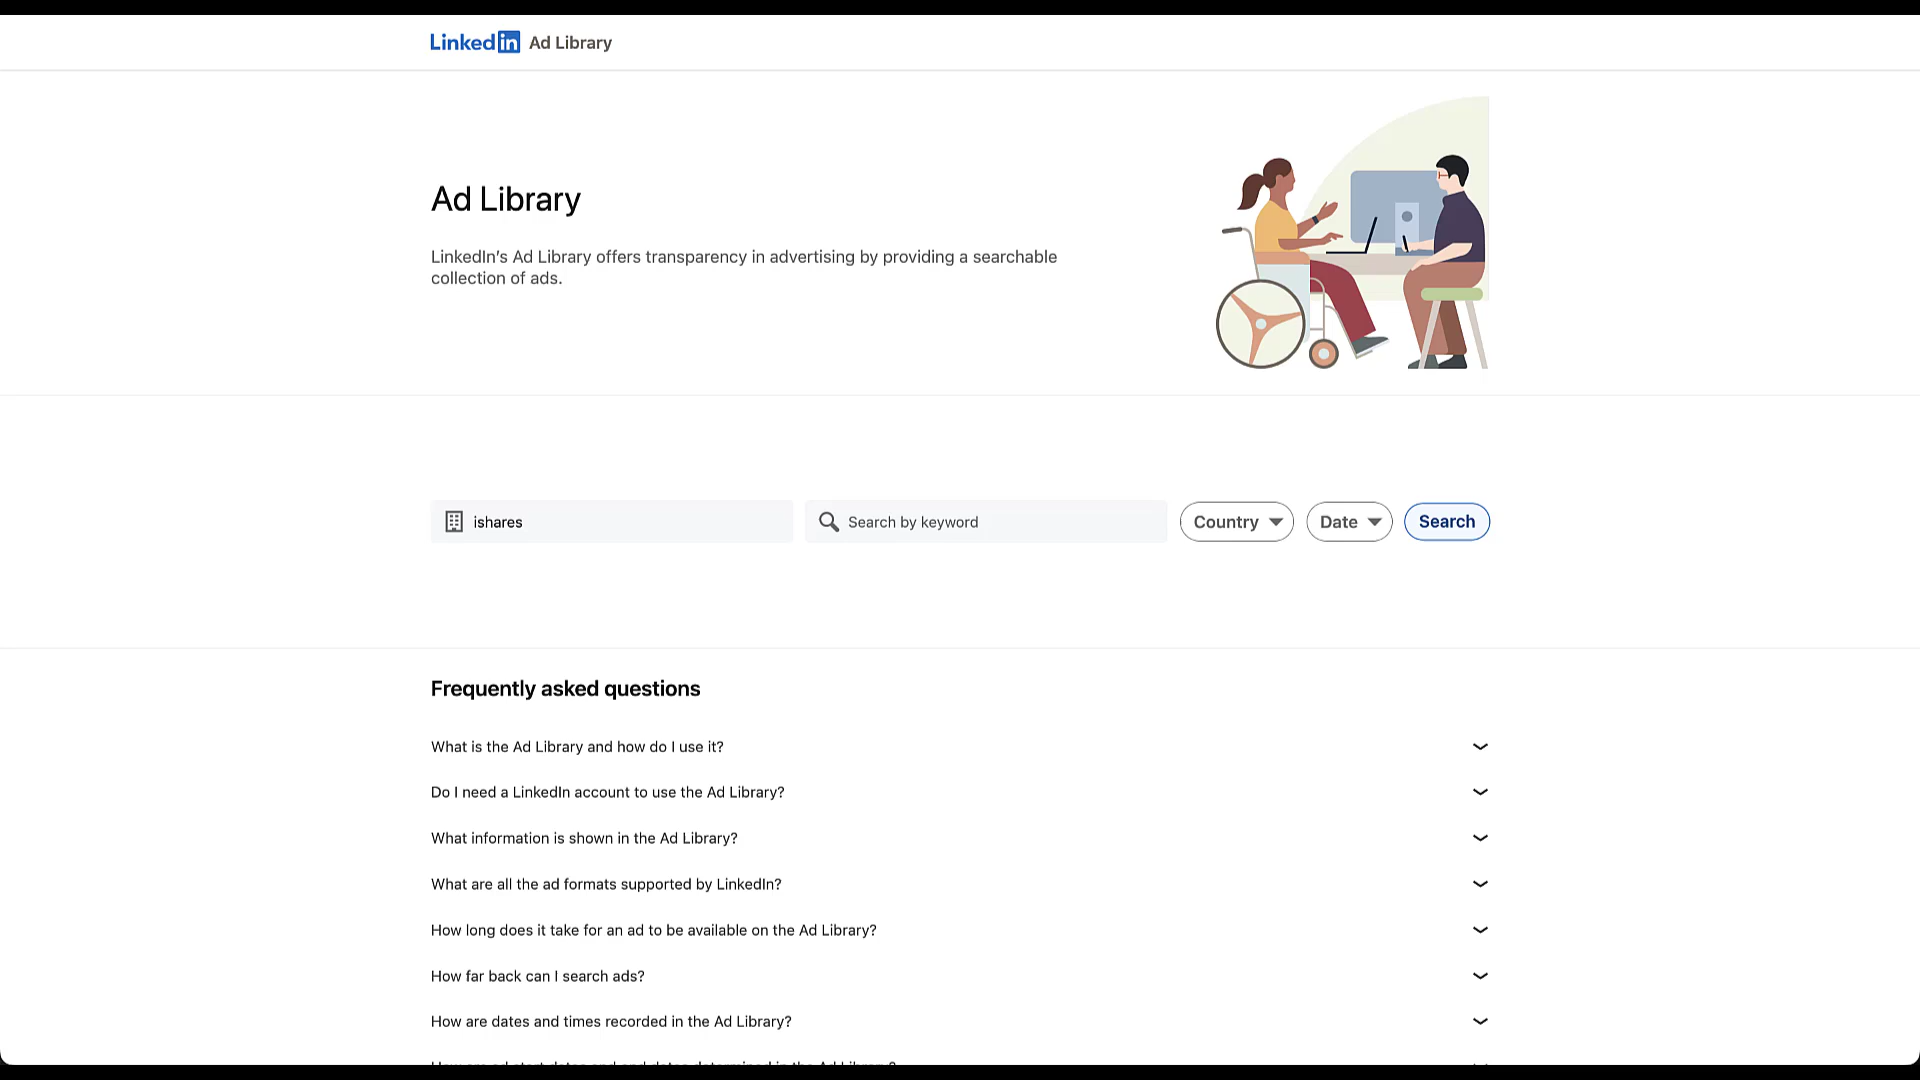 LinkedIn Ad Library
Ad Library
LinkedIn’s Ad Library offers transparency in advertising by providing a searchable
collection of ads.
ishares
Search by keyword
Country
Date
Search
Frequently asked questions
What is the Ad Library and how do I use it?
Do I need a LinkedIn account to use the Ad Library?
What information is shown in the Ad Library?
What are all the ad formats supported by LinkedIn?
How long does it take for an ad to be available on the Ad Library?
How far back can I search ads?
How are dates and times recorded in the Ad Library?